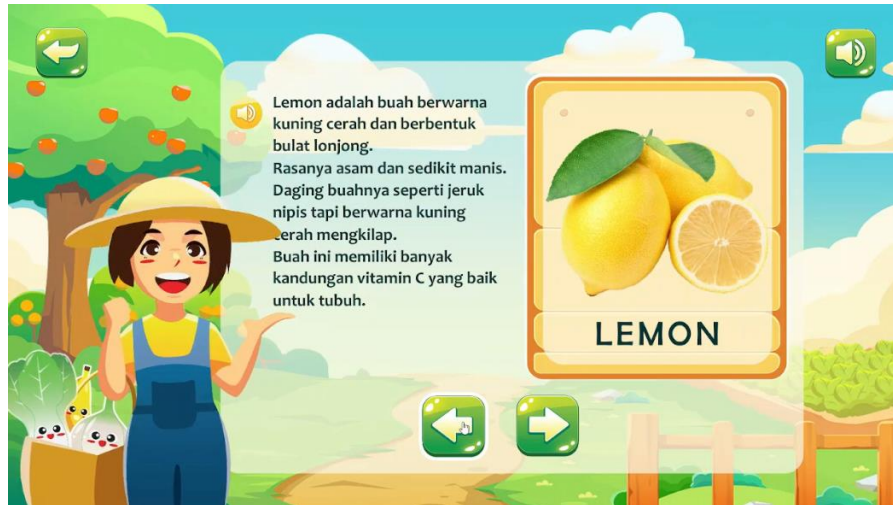 Lemon adalah buah berwarna
kuning cerah dan berbentuk
bulat lonjong.
Rasanya asam dan sedikit manis.
Daging buahnya seperti jeruk
nipis tapi berwarna kuning
cerah mengkilap.
Buah ini memiliki banyak
kandungan vitamin C yang baik
untuk tubuh.
LEMON